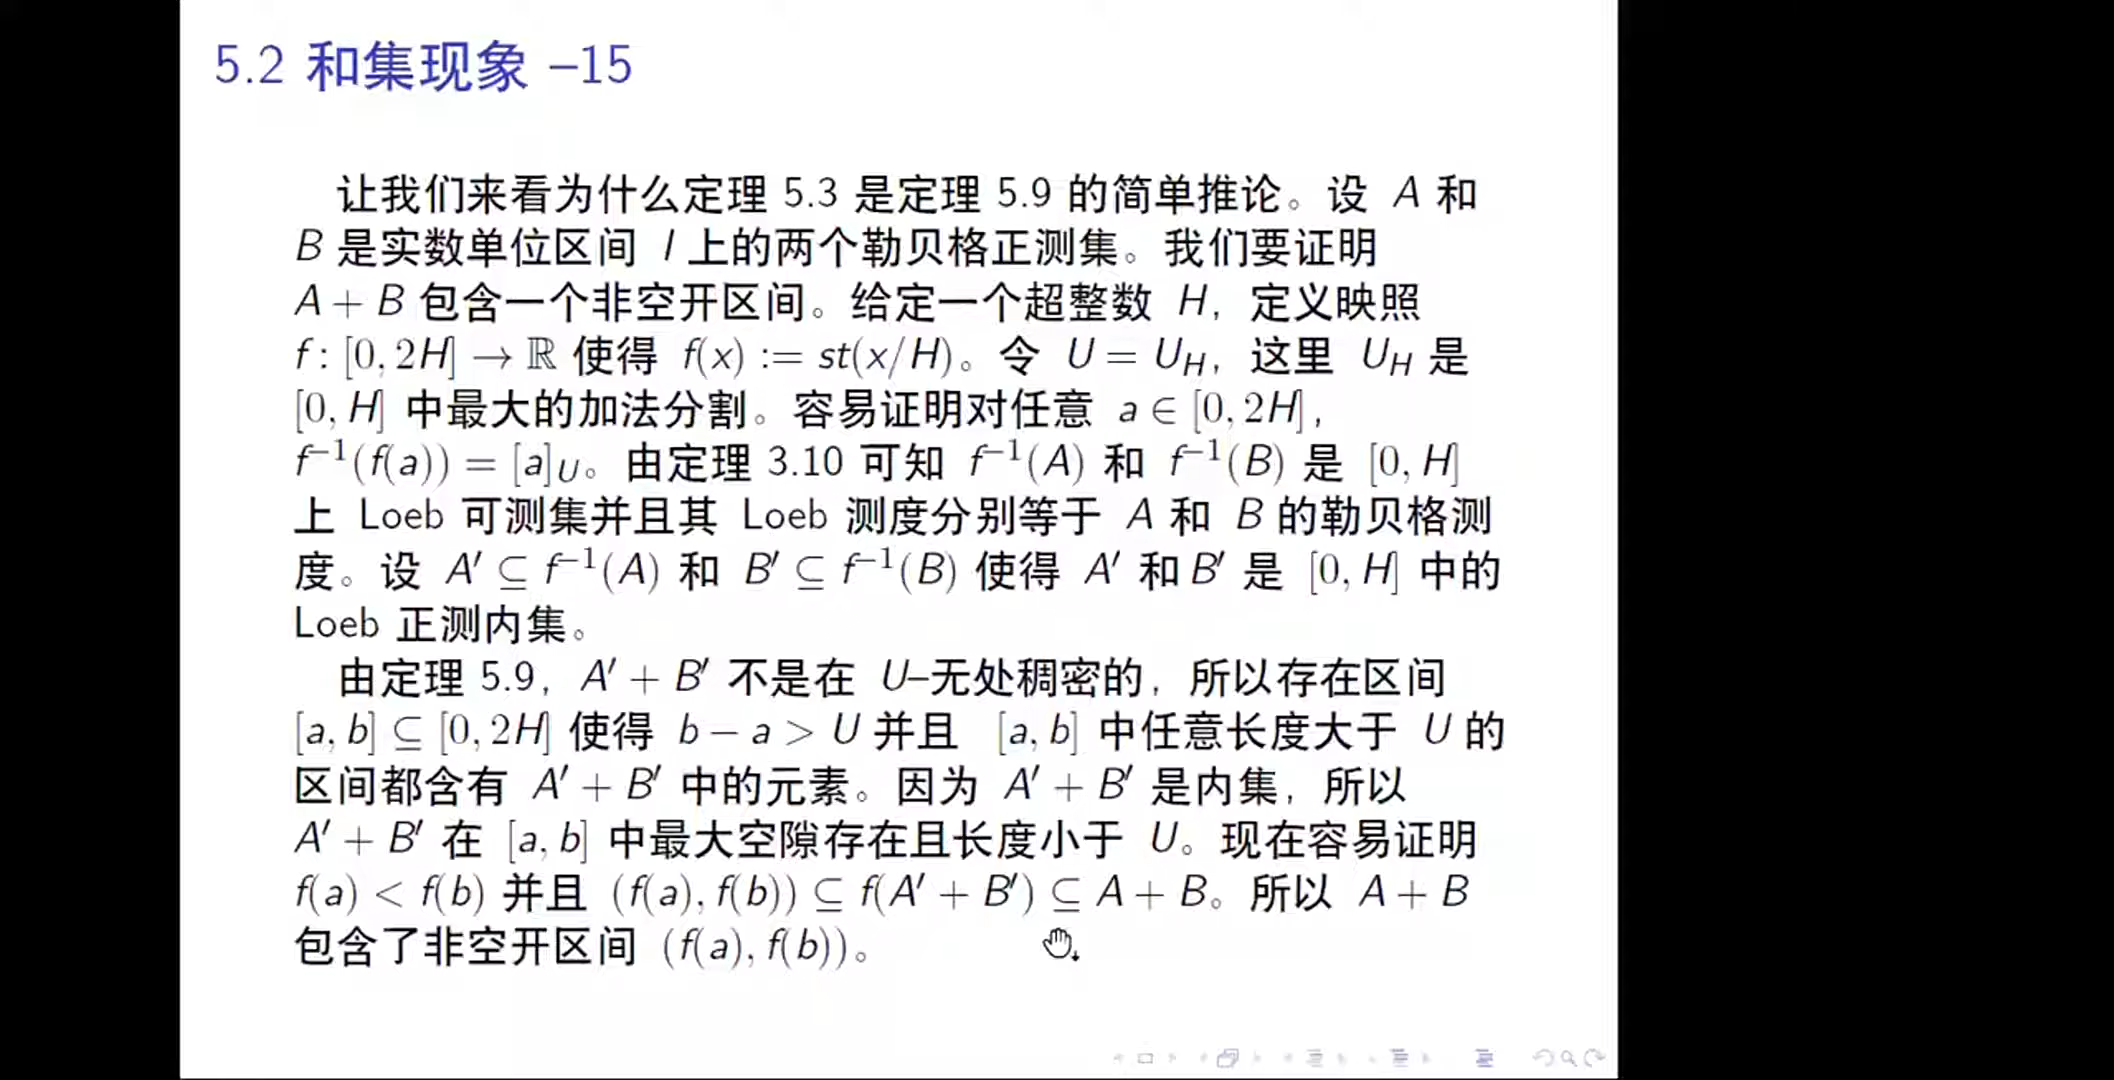 5.2 和集现象 –15
让我们来看为什么定理 5.3 是定理 5.9 的简单推论。设 A 和
B 是实数单位区间 I 上的两个勒贝格正测集。我们要证明
A + B 包含一个非空开区间。给定一个超整数 H, 定义映照
f : [0, 2H] → ℝ 使得 f(x) := st(x/H)。令 U = U_H, 这里 U_H 是
[0, H] 中最大的加法分割。容易证明对任意 a ∈ [0, 2H],
f⁻¹(f(a)) = [a]_U。由定理 3.10 可知 f⁻¹(A) 和 f⁻¹(B) 是 [0, H]
上 Loeb 可测集并且其 Loeb 测度分别等于 A 和 B 的勒贝格测
度。设 A′ ⊆ f⁻¹(A) 和 B′ ⊆ f⁻¹(B) 使得 A′ 和 B′ 是 [0, H] 中的
Loeb 正测内集。
由定理 5.9, A′ + B′ 不是在 U–无处稠密的, 所以存在区间
[a, b] ⊆ [0, 2H] 使得 b − a > U 并且 [a, b] 中任意长度大于 U 的
区间都含有 A′ + B′ 中的元素。因为 A′ + B′ 是内集, 所以
A′ + B′ 在 [a, b] 中最大空隙存在且长度小于 U。现在容易证明
f(a) < f(b) 并且 (f(a), f(b)) ⊆ f(A′ + B′) ⊆ A + B。所以 A + B
包含了非空开区间 (f(a), f(b))。